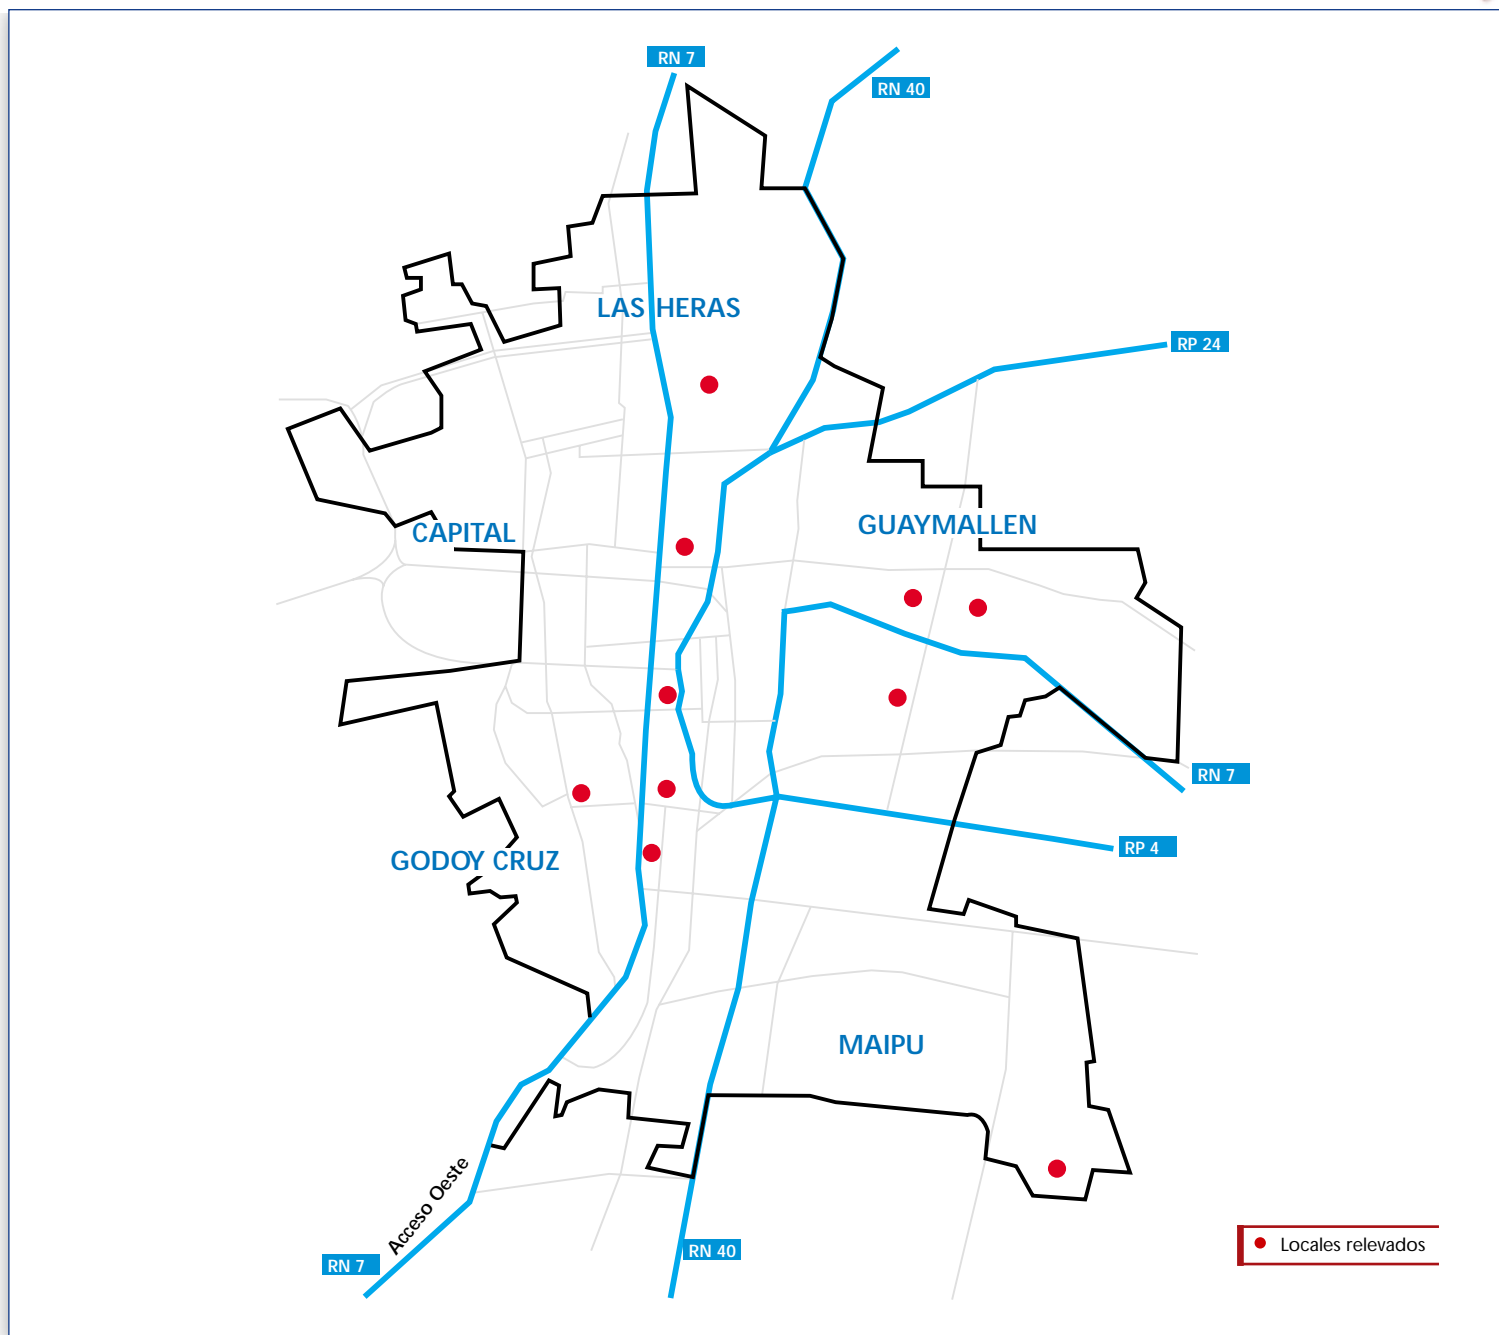 RN 7
RN 40
LAS HERAS
RP 24
CAPITAL
GUAYMALLEN
RN 7
RP 4
GODOY CRUZ
MAIPU
Acceso Oeste
RN 40
Locales relevados
RN 7